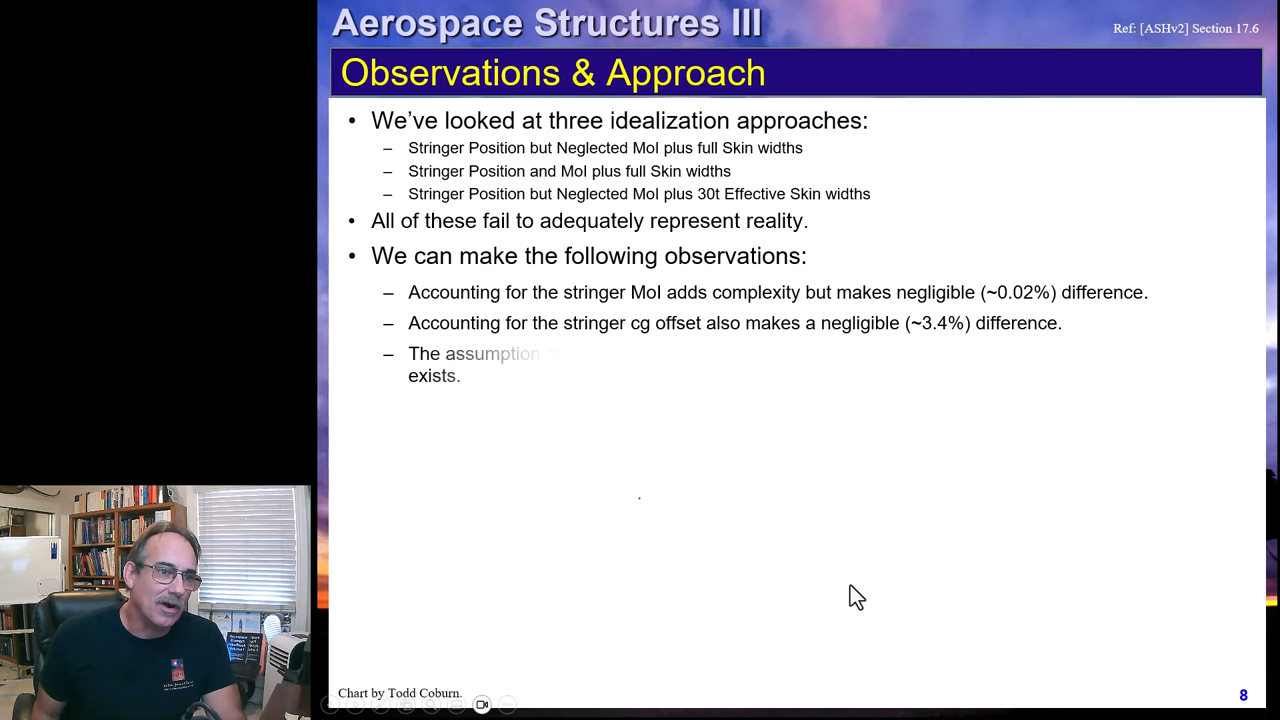 Aerospace Structures III
Ref: [ASHv2] Section 17.6
Observations & Approach
• We've looked at three idealization approaches:
– Stringer Position but Neglected MoI plus full Skin widths
– Stringer Position and MoI plus full Skin widths
– Stringer Position but Neglected MoI plus 30t Effective Skin widths
• All of these fail to adequately represent reality.
• We can make the following observations:
– Accounting for the stringer MoI adds complexity but makes negligible (~0.02%) difference.
– Accounting for the stringer cg offset also makes a negligible (~3.4%) difference.
– The assumption
exists.
Chart by Todd Coburn.
8